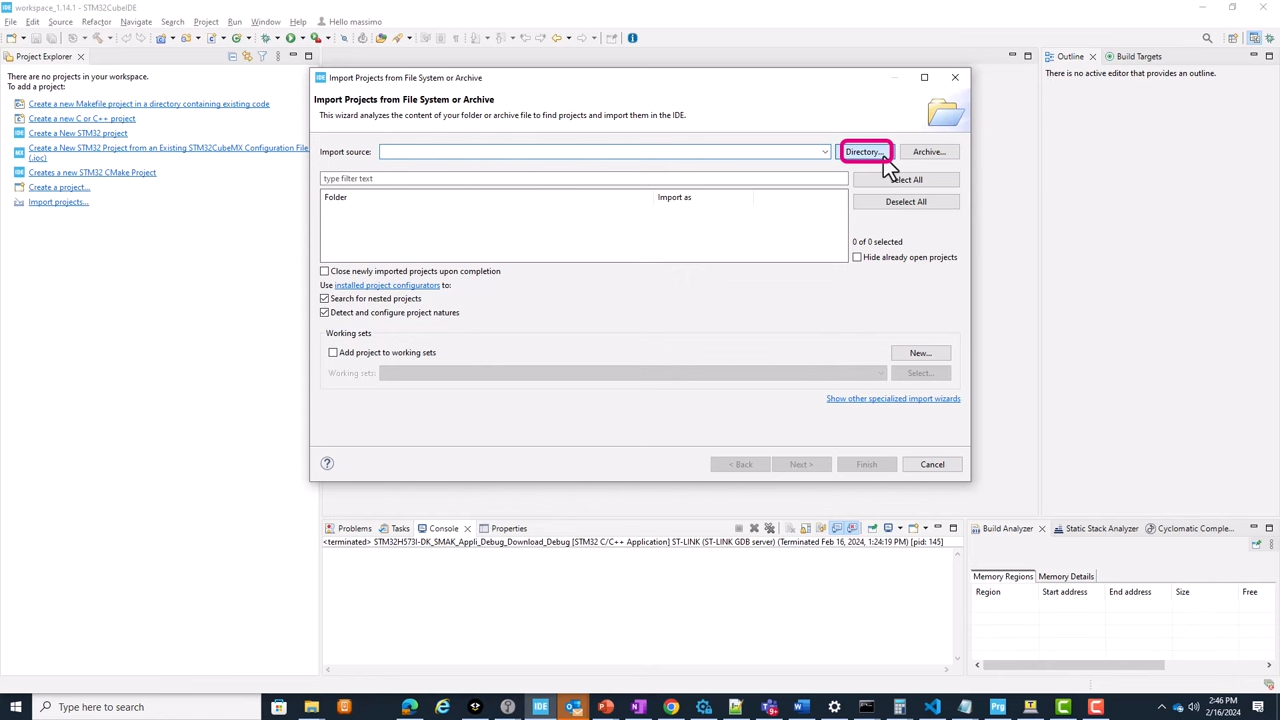 workspace_1.14.1 - STM32CubeIDE
File Edit Source Refactor Navigate Search Project Run Window Help Hello massimo
Project Explorer
There are no projects in your workspace.
To add a project:
Create a new Makefile project in a directory containing existing code
Create a new C or C++ project
Create a New STM32 project
Create a New STM32 Project from an Existing STM32CubeMX Configuration File
(.ioc)
Creates a new STM32 CMake Project
Create a project...
Import projects...
IDE Import Projects from File System or Archive
Import Projects from File System or Archive
This wizard analyzes the content of your folder or archive file to find projects and import them in the IDE.
Import source: Directory... Archive...
type filter text
Select All
Folder Import as
Deselect All
0 of 0 selected
Hide already open projects
Close newly imported projects upon completion
Use installed project configurators to:
Search for nested projects
Detect and configure project natures
Working sets
Add project to working sets New...
Working sets: Select...
Show other specialized import wizards
? < Back Next > Finish Cancel
Outline Build Targets
There is no active editor that provides an outline.
Problems Tasks Console Properties
<terminated> STM32H573I-DK_SMAK_Appli_Debug_Download_Debug [STM32 C/C++ Application] ST-LINK (ST-LINK GDB server) (Terminated Feb 16, 2024, 1:24:19 PM) [pid: 145]
Build Analyzer Static Stack Analyzer Cyclomatic Comple...
Memory Regions Memory Details
Region Start address End address Size Free
Type here to search
IDE
Prg
2:46 PM
2/16/2024